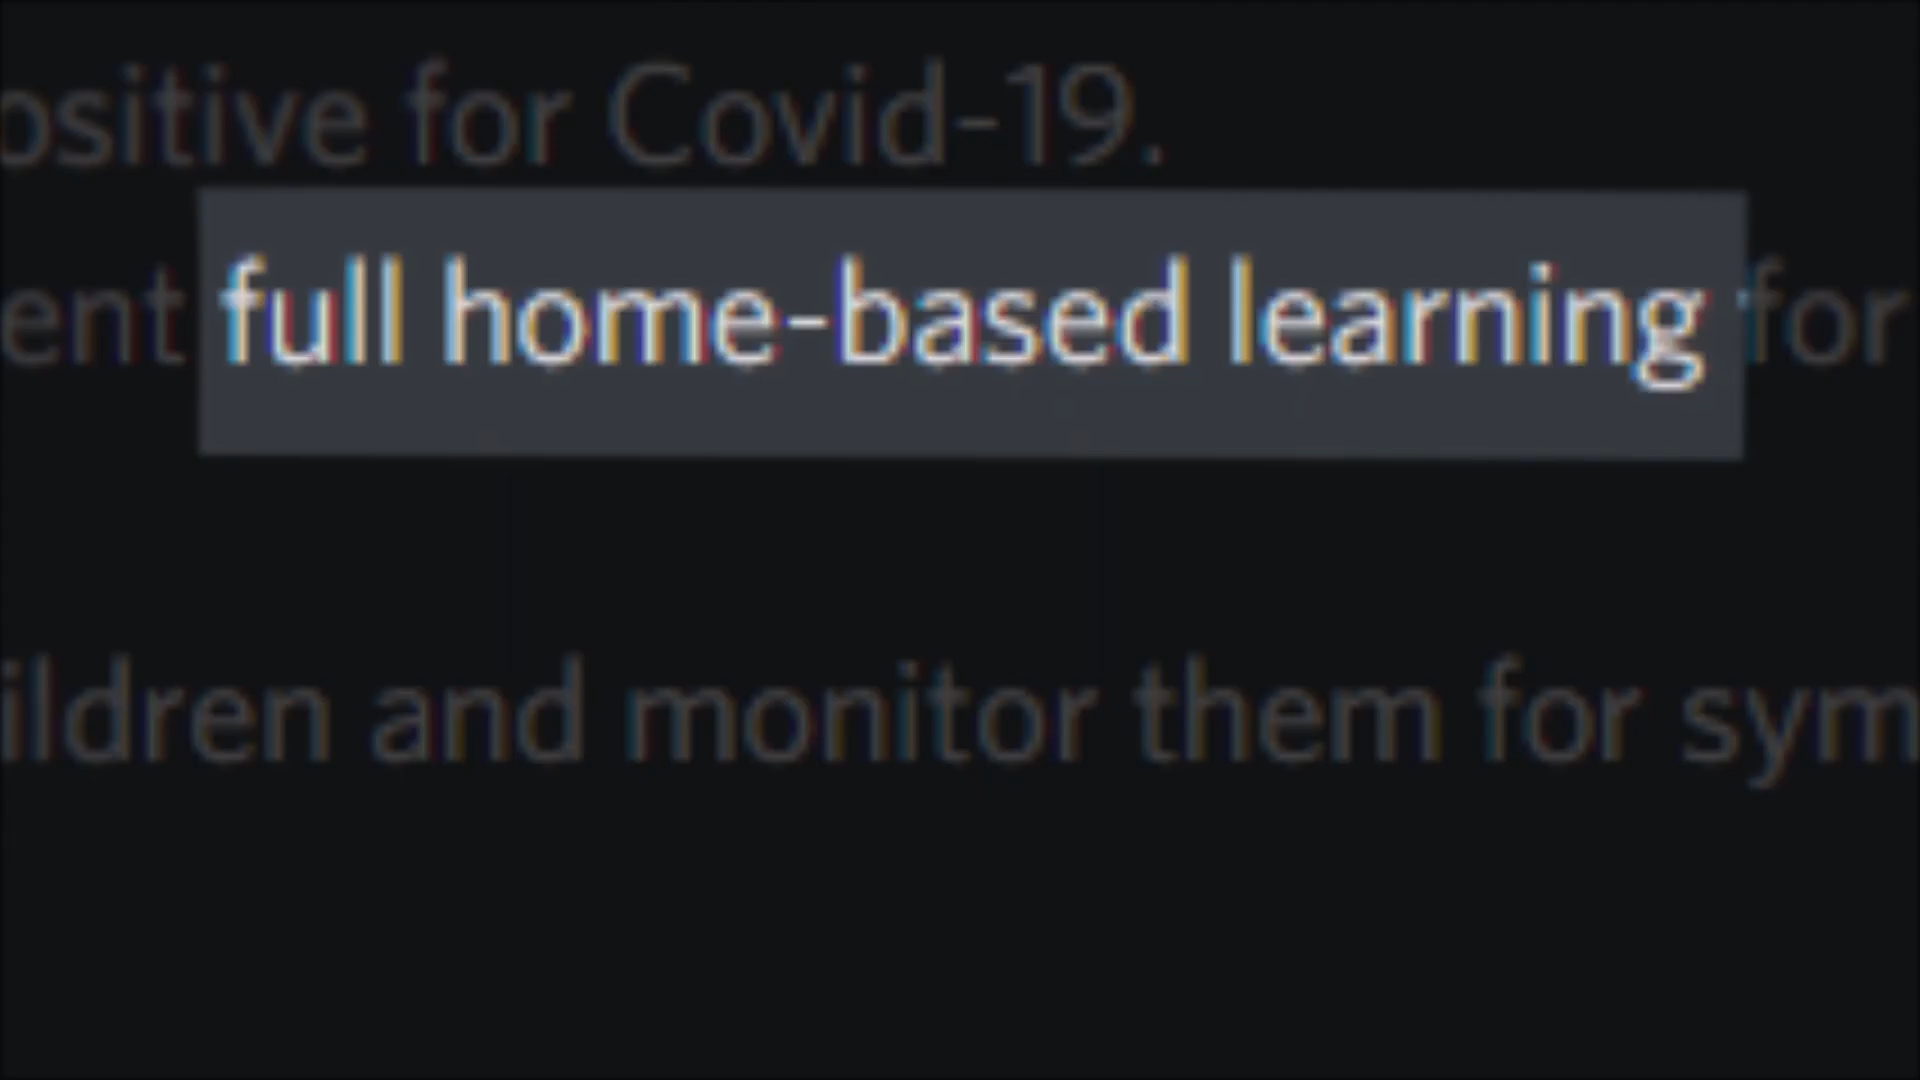 ositive for Covid-19.
ent full home-based learning for
ildren and monitor them for sym